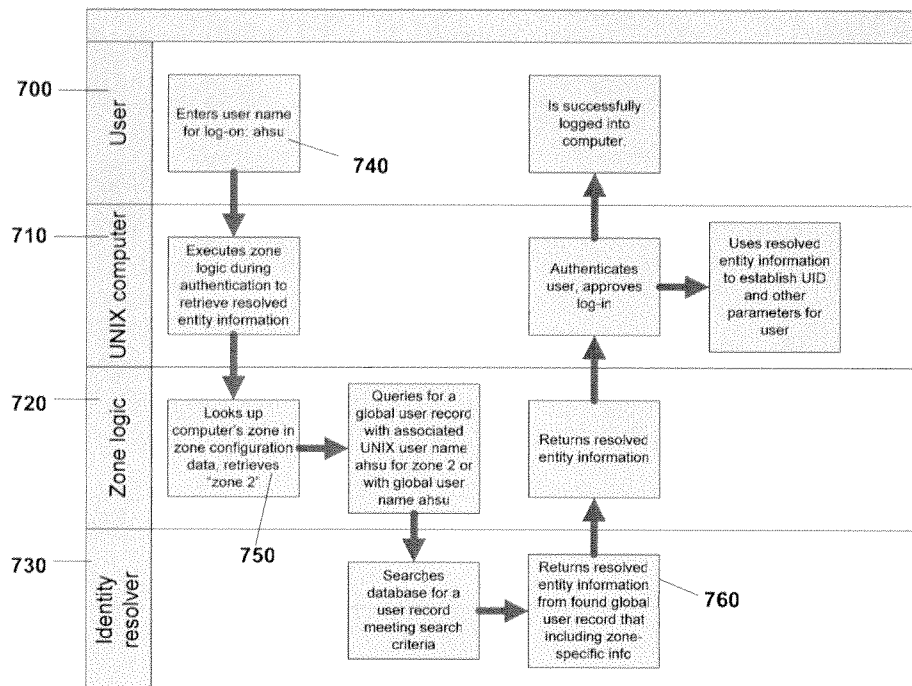 700
User
Enters user name
for log-on: ahsu
740
Is successfully
logged into
computer.
710
UNIX computer
Executes zone
logic during
authentication to
retrieve resolved
entity information
Authenticates
user, approves
log-in
Uses resolved
entity information
to establish UID
and other
parameters for
user
720
Zone logic
Looks up
computer's zone in
zone configuration
data, retrieves
"zone 2"
750
Queries for a
global user record
with associated
UNIX user name
ahsu for zone 2 or
with global user
name ahsu
Returns resolved
entity information
730
Identity
resolver
Searches
database for a
user record
meeting search
criteria
Returns resolved
entity information
from found global
user record that
including zone-
specific info
760